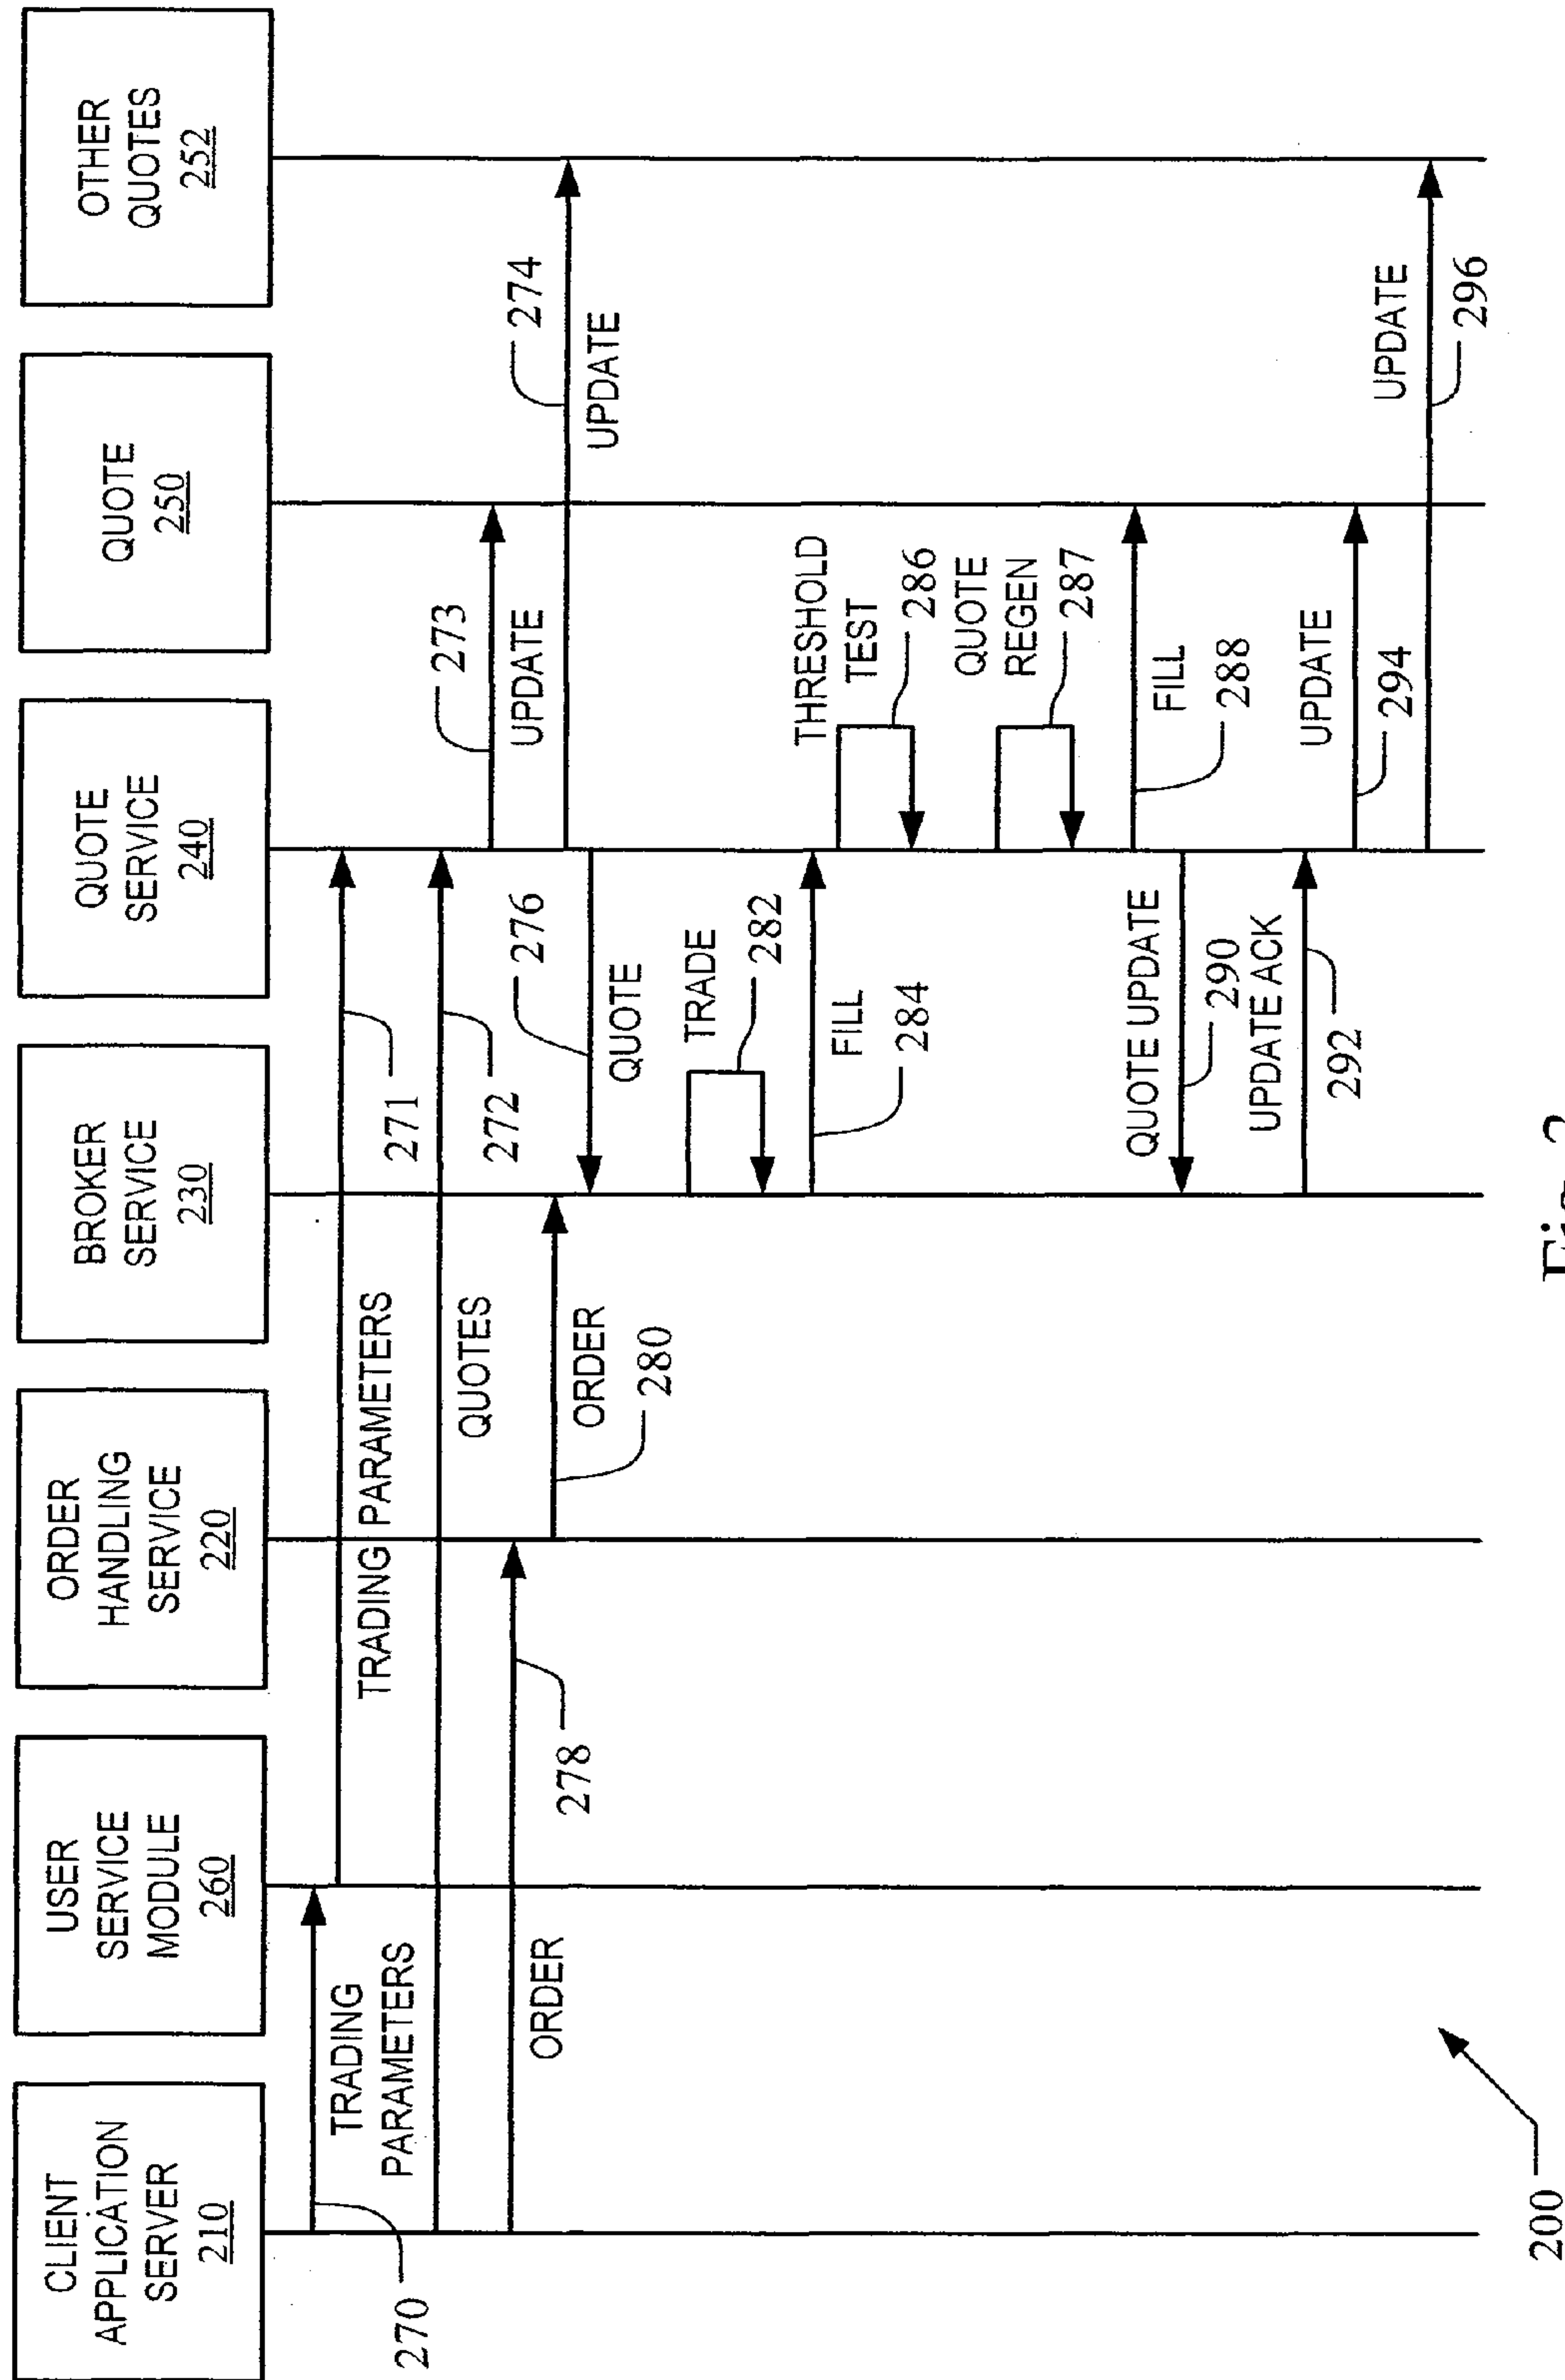 CLIENT
APPLICATION
SERVER
210
USER
SERVICE
MODULE
260
ORDER
HANDLING
SERVICE
220
BROKER
SERVICE
230
QUOTE
SERVICE
240
QUOTE
250
OTHER
QUOTES
252
270
TRADING
PARAMETERS
TRADING PARAMETERS
271
QUOTES
272
273
UPDATE
274
UPDATE
ORDER
278
ORDER
280
276
QUOTE
TRADE
282
FILL
284
THRESHOLD
TEST
286
QUOTE
REGEN
287
FILL
288
QUOTE UPDATE
290
UPDATE ACK
292
UPDATE
294
UPDATE
296
200